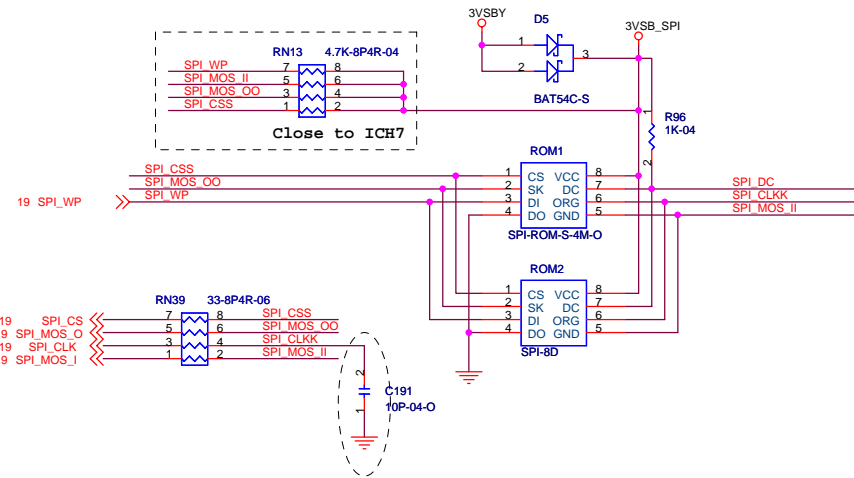 3VSBY
D5
3VSB_SPI
1
3
2
BAT54C-S
RN13 4.7K-8P4R-04
SPI_WP 7 8
SPI_MOS_II 5 6
SPI_MOS_OO 3 4
SPI_CSS 1 2
Close to ICH7
1
R96
1K-04
2
ROM1
SPI_CSS 1 CS VCC 8
SPI_MOS_OO 2 SK DC 7 SPI_DC
19 SPI_WP SPI_WP 3 DI ORG 6 SPI_CLKK
4 DO GND 5 SPI_MOS_II
SPI-ROM-S-4M-O
ROM2
1 CS VCC 8
2 SK DC 7
3 DI ORG 6
4 DO GND 5
SPI-8D
RN39 33-8P4R-06
19 SPI_CS 7 8 SPI_CSS
9 SPI_MOS_O 5 6 SPI_MOS_OO
19 SPI_CLK 3 4 SPI_CLKK
9 SPI_MOS_I 1 2 SPI_MOS_II
2
C191
10P-04-O
1